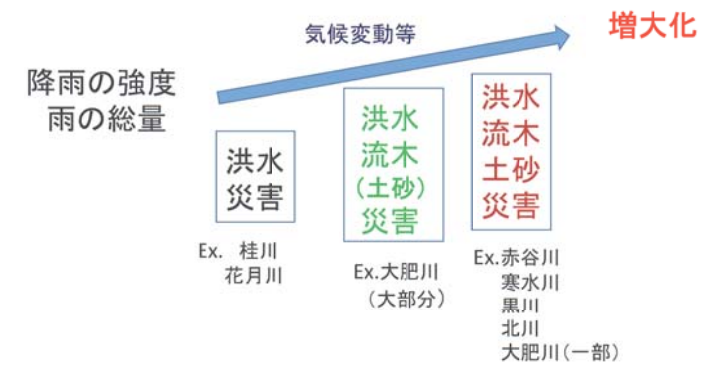 増大化
気候変動等
降雨の強度
雨の総量
洪水
災害
Ex. 桂川
花月川
洪水
流木
(土砂)
災害
Ex.大肥川
(大部分)
洪水
流木
土砂
災害
Ex.赤谷川
寒水川
黒川
北川
大肥川(一部)